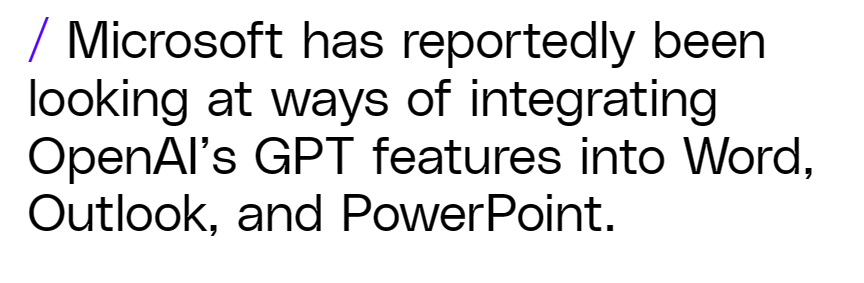 / Microsoft has reportedly been
looking at ways of integrating
OpenAI’s GPT features into Word,
Outlook, and PowerPoint.